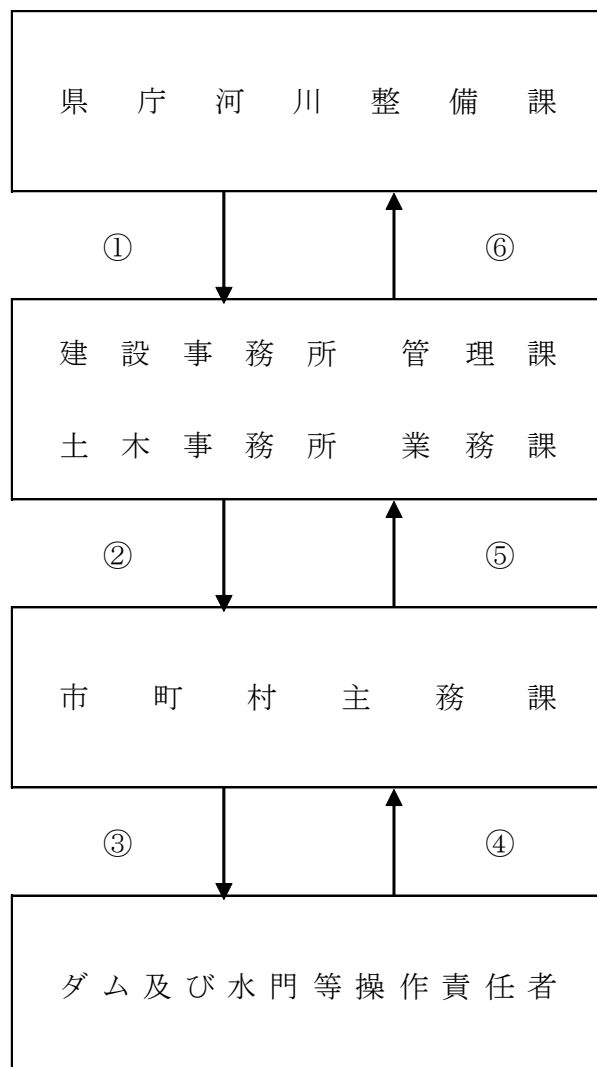 県庁河川整備課
① ⑥
建設事務所 管理課
土木事務所 業務課
② ⑤
市町村主務課
③ ④
ダム及び水門等操作責任者